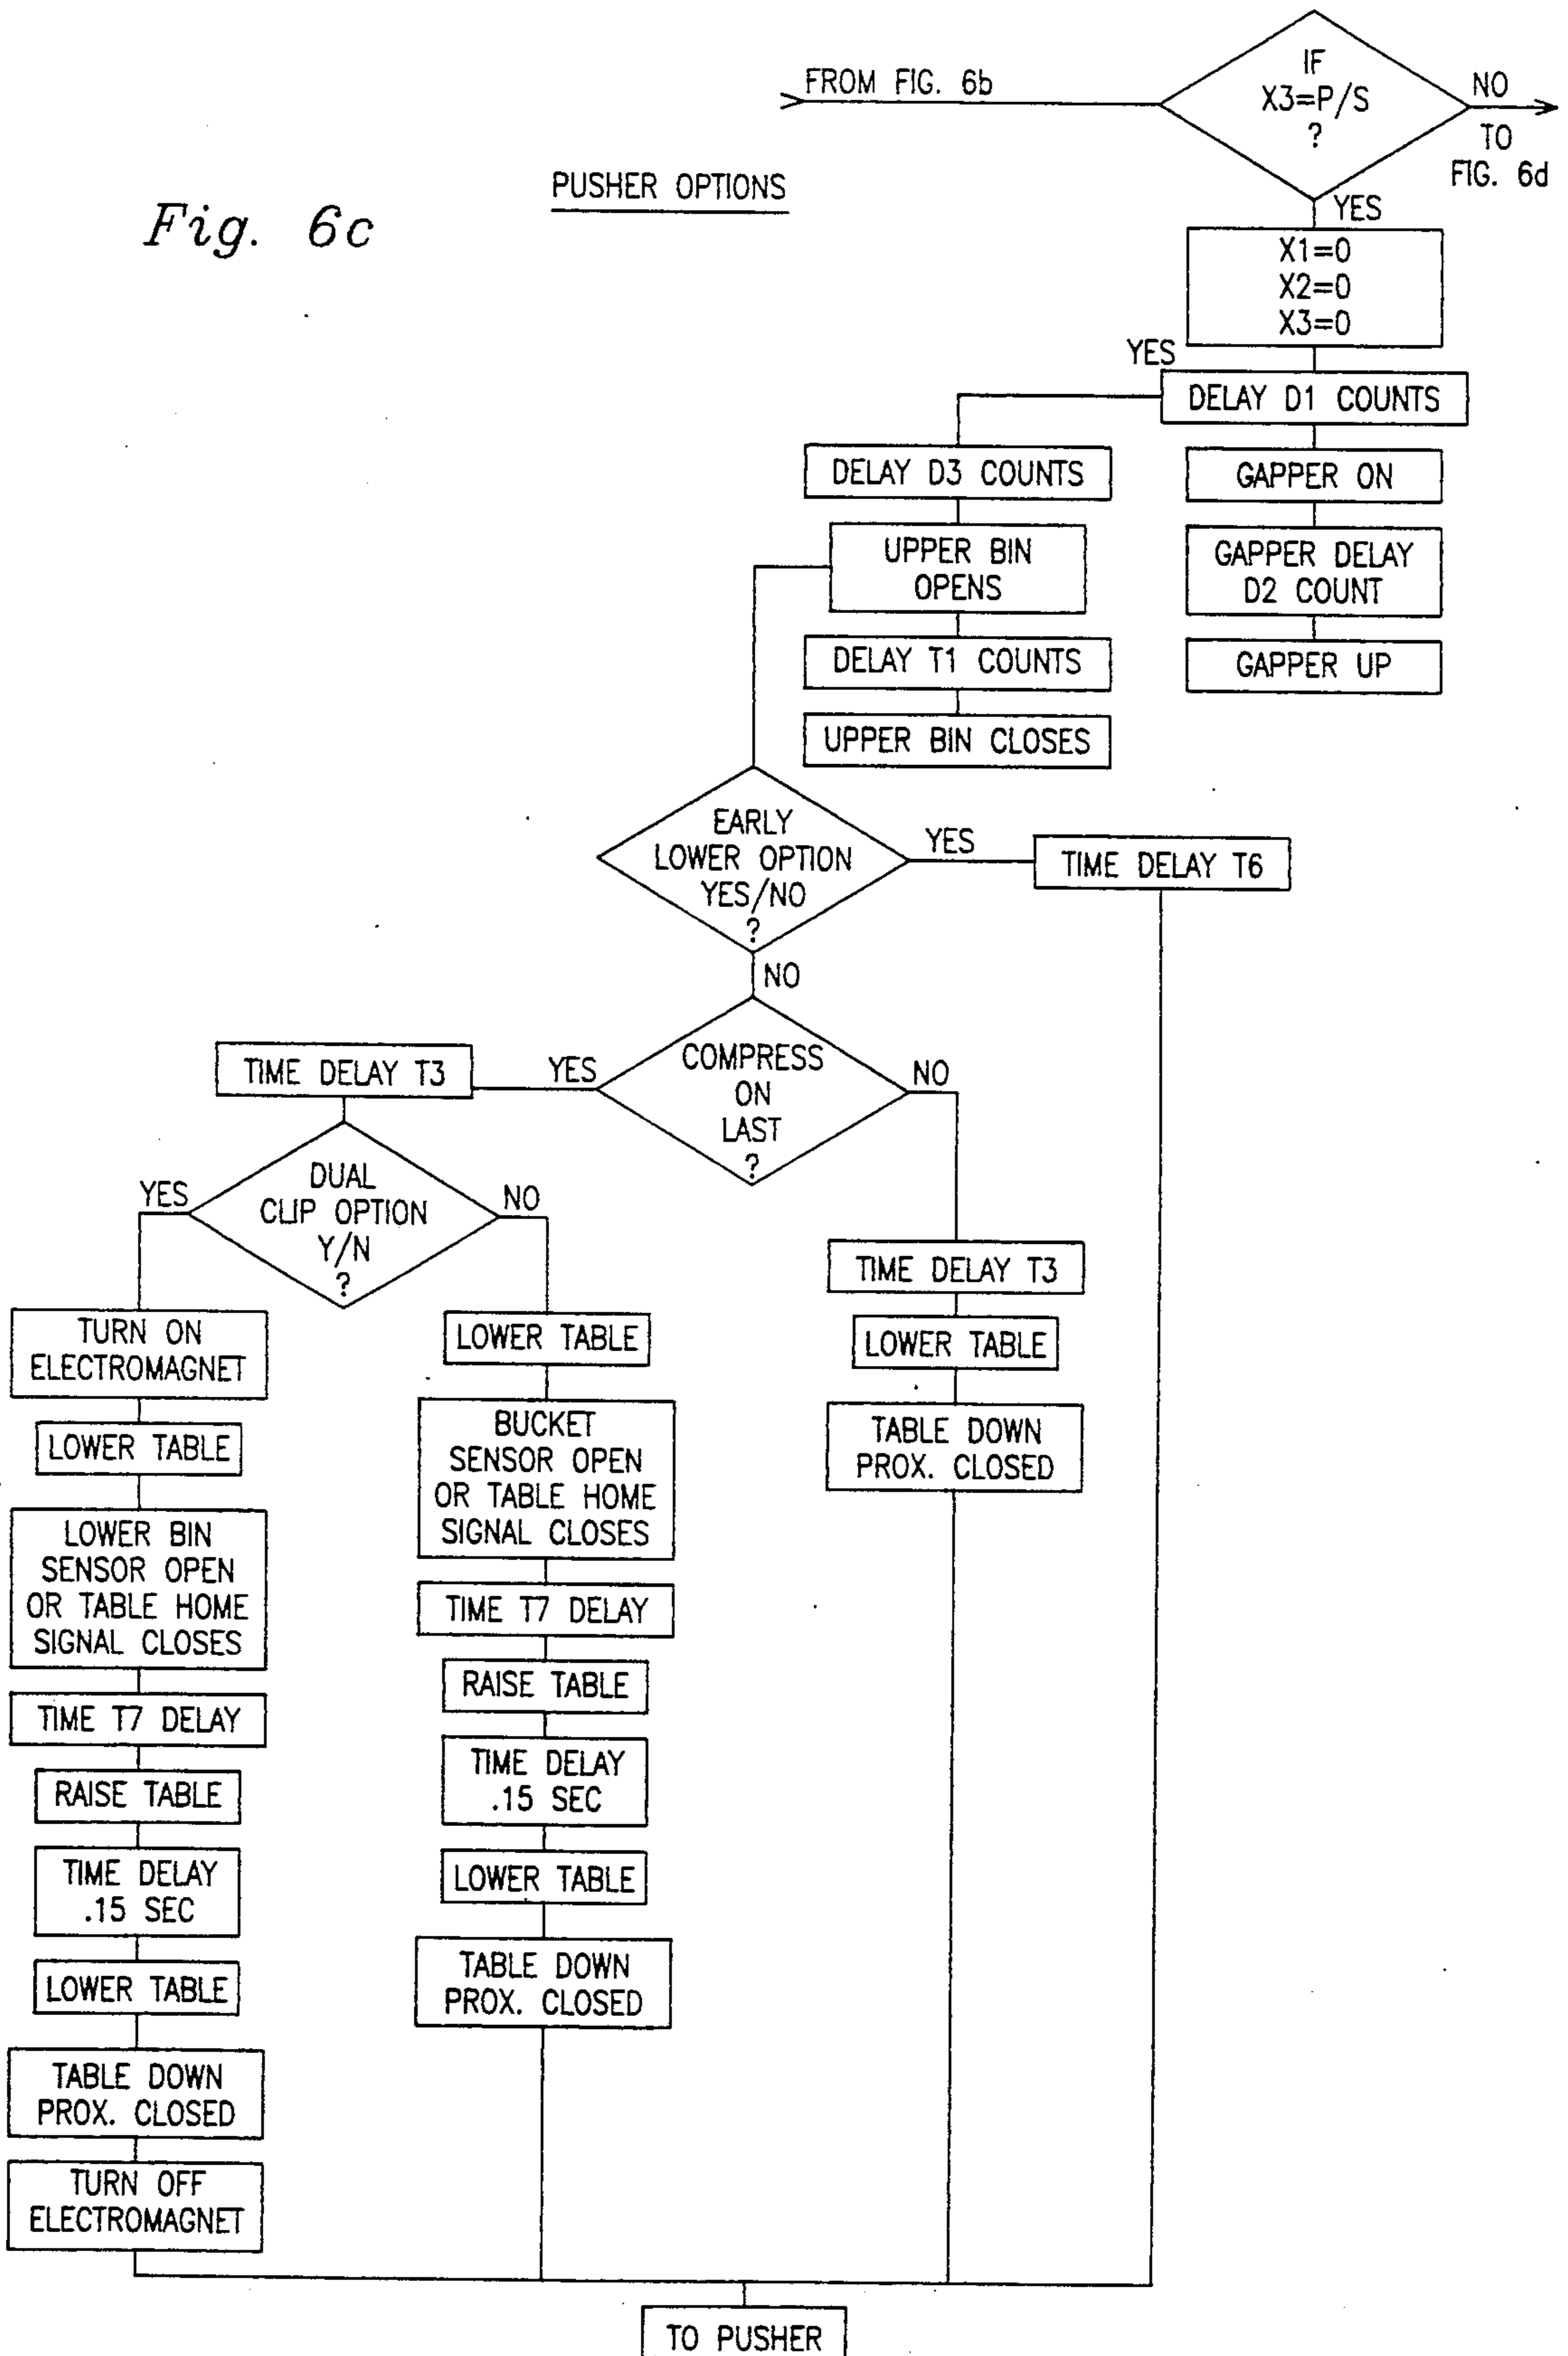 FROM FIG. 6b
IF
X3=P/S
?
NO
TO
FIG. 6d
PUSHER OPTIONS
Fig. 6c
YES
X1=0
X2=0
X3=0
YES
DELAY D1 COUNTS
DELAY D3 COUNTS
GAPPER ON
UPPER BIN
OPENS
GAPPER DELAY
D2 COUNT
DELAY T1 COUNTS
GAPPER UP
UPPER BIN CLOSES
EARLY
LOWER OPTION
YES/NO
?
YES
TIME DELAY T6
NO
COMPRESS
ON
LAST
?
YES
TIME DELAY T3
NO
DUAL
CLIP OPTION
Y/N
?
YES
NO
TIME DELAY T3
LOWER TABLE
TABLE DOWN
PROX. CLOSED
TURN ON
ELECTROMAGNET
LOWER TABLE
LOWER BIN
SENSOR OPEN
OR TABLE HOME
SIGNAL CLOSES
TIME T7 DELAY
RAISE TABLE
TIME DELAY
.15 SEC
LOWER TABLE
TABLE DOWN
PROX. CLOSED
TURN OFF
ELECTROMAGNET
LOWER TABLE
BUCKET
SENSOR OPEN
OR TABLE HOME
SIGNAL CLOSES
TIME T7 DELAY
RAISE TABLE
TIME DELAY
.15 SEC
LOWER TABLE
TABLE DOWN
PROX. CLOSED
TO PUSHER